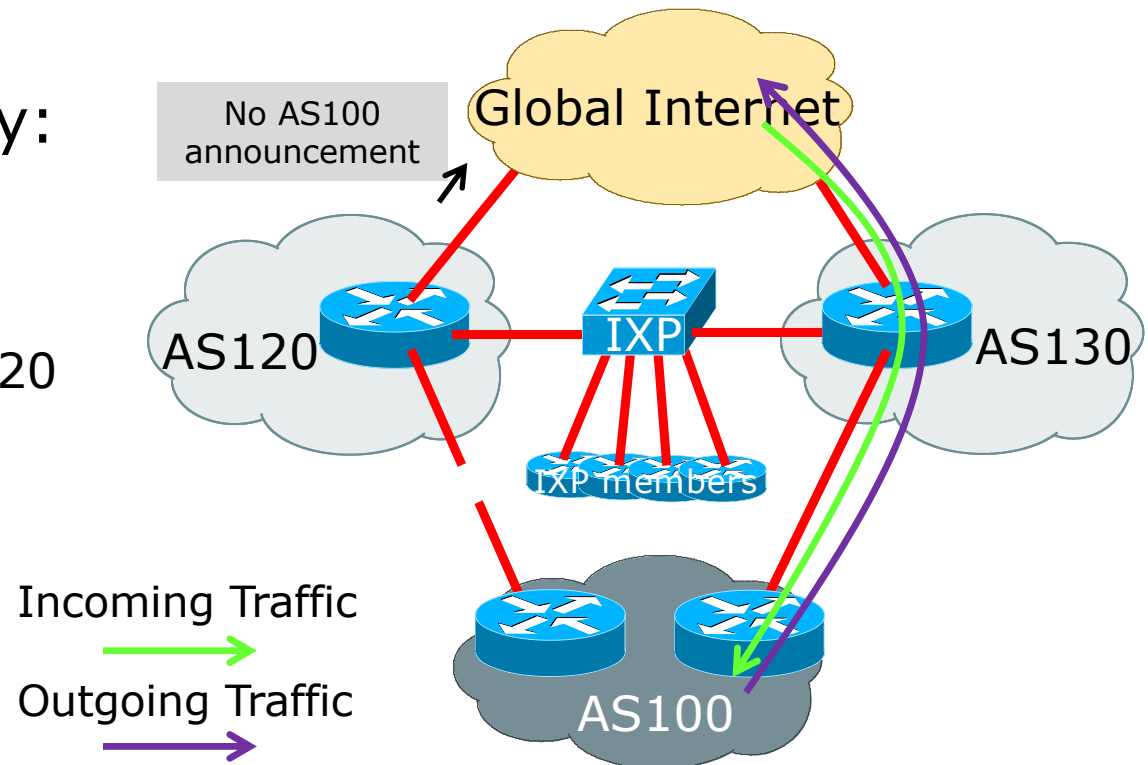 y:
No AS100
announcement
Global Internet
AS120
IXP
AS130
20
IXP members
Incoming Traffic
Outgoing Traffic
AS100